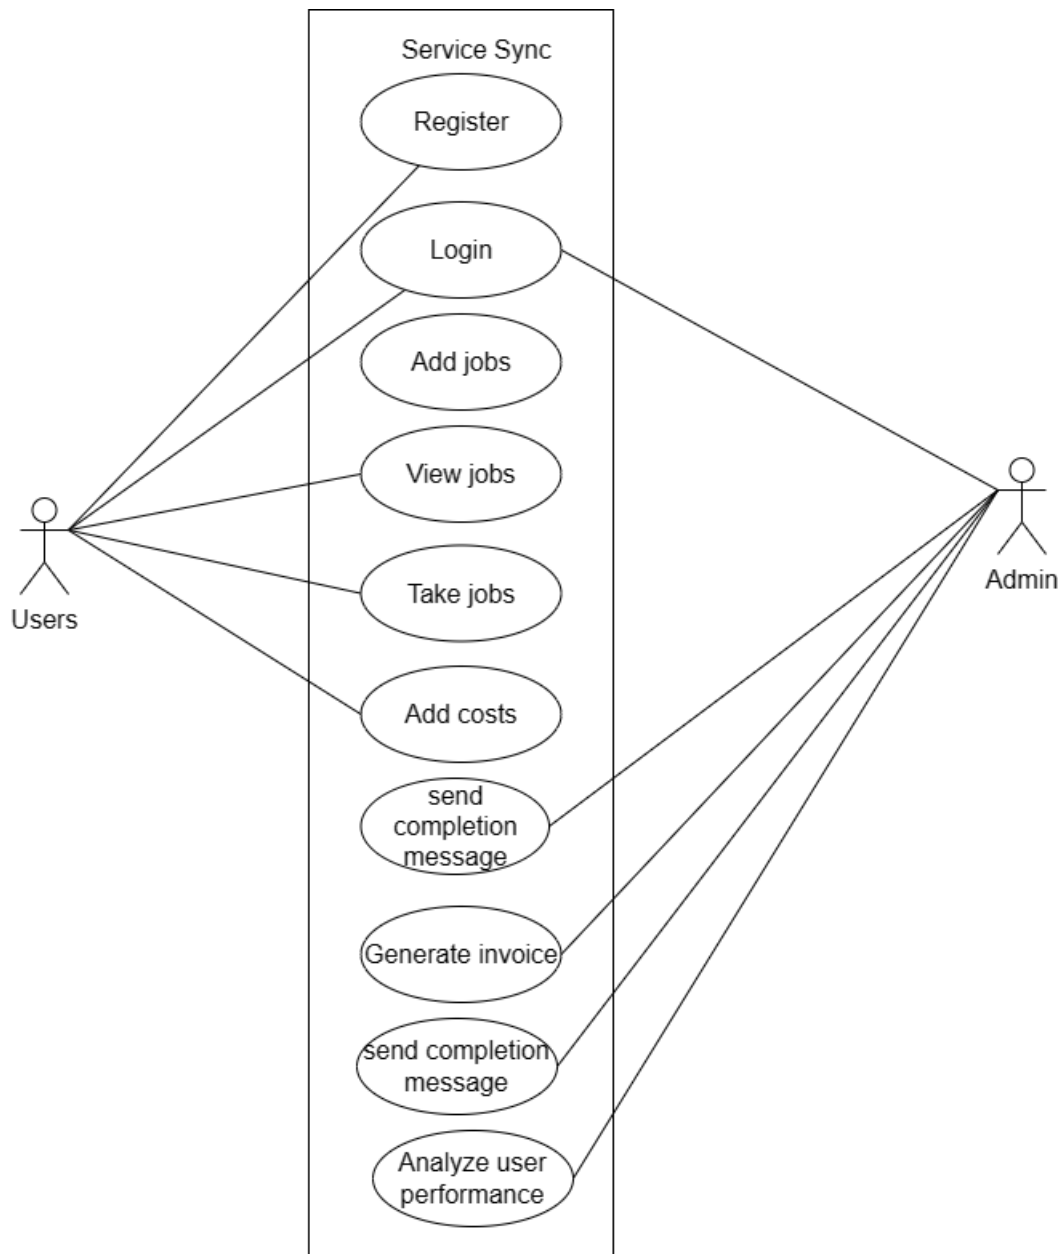 Service Sync
Register
Login
Add jobs
View jobs
Take jobs
Users
Admin
Add costs
send
completion
message
Generate invoice
send completion
message
Analyze user
performance